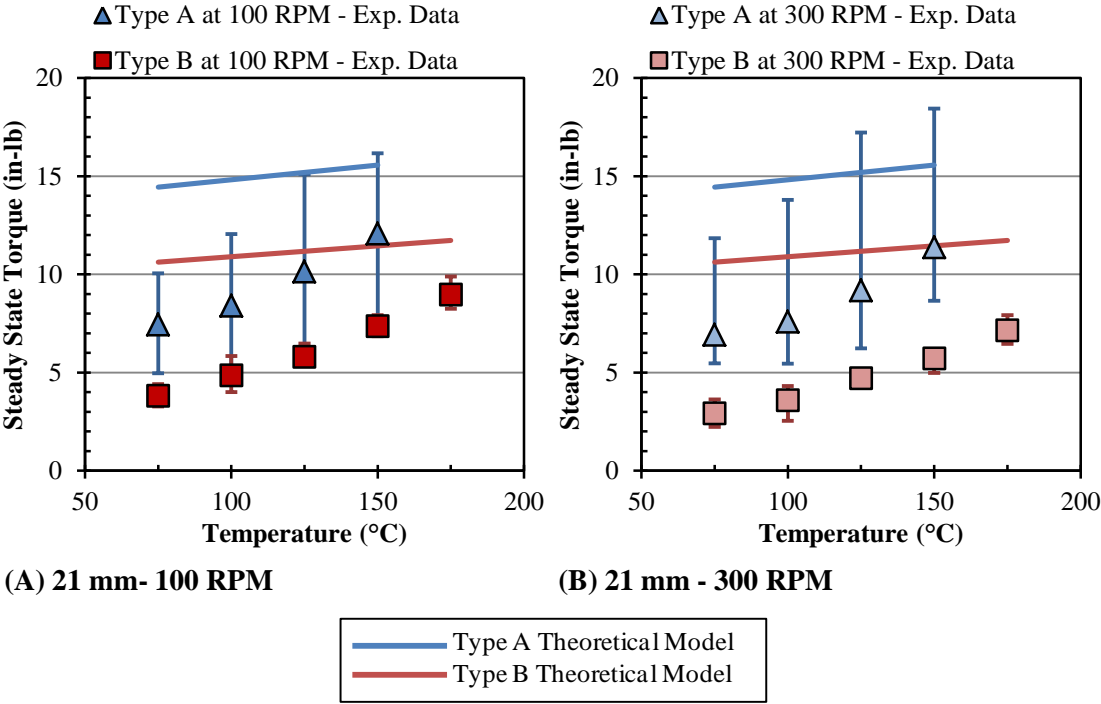 Type A at 100 RPM - Exp. Data
Type B at 100 RPM - Exp. Data
Steady State Torque (in-lb)
20
15
10
5
0
50 100 150 200
Temperature (°C)
(A) 21 mm- 100 RPM
Type A at 300 RPM - Exp. Data
Type B at 300 RPM - Exp. Data
Steady State Torque (in-lb)
20
15
10
5
0
50 100 150 200
Temperature (°C)
(B) 21 mm - 300 RPM
Type A Theoretical Model
Type B Theoretical Model